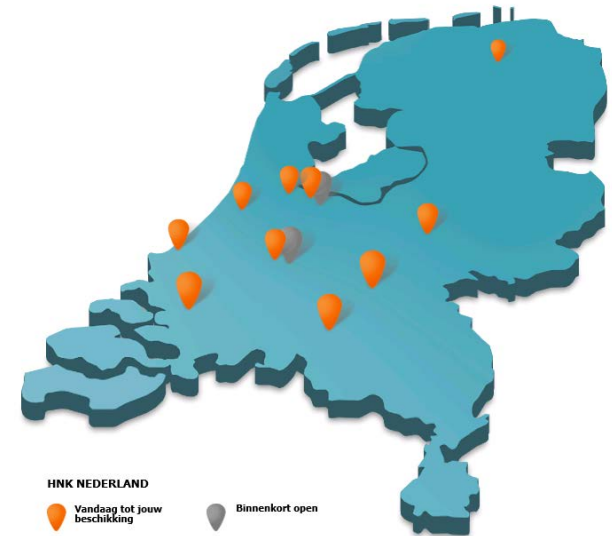 HNK NEDERLAND
Vandaag tot jouw
beschikking
Binnenkort open